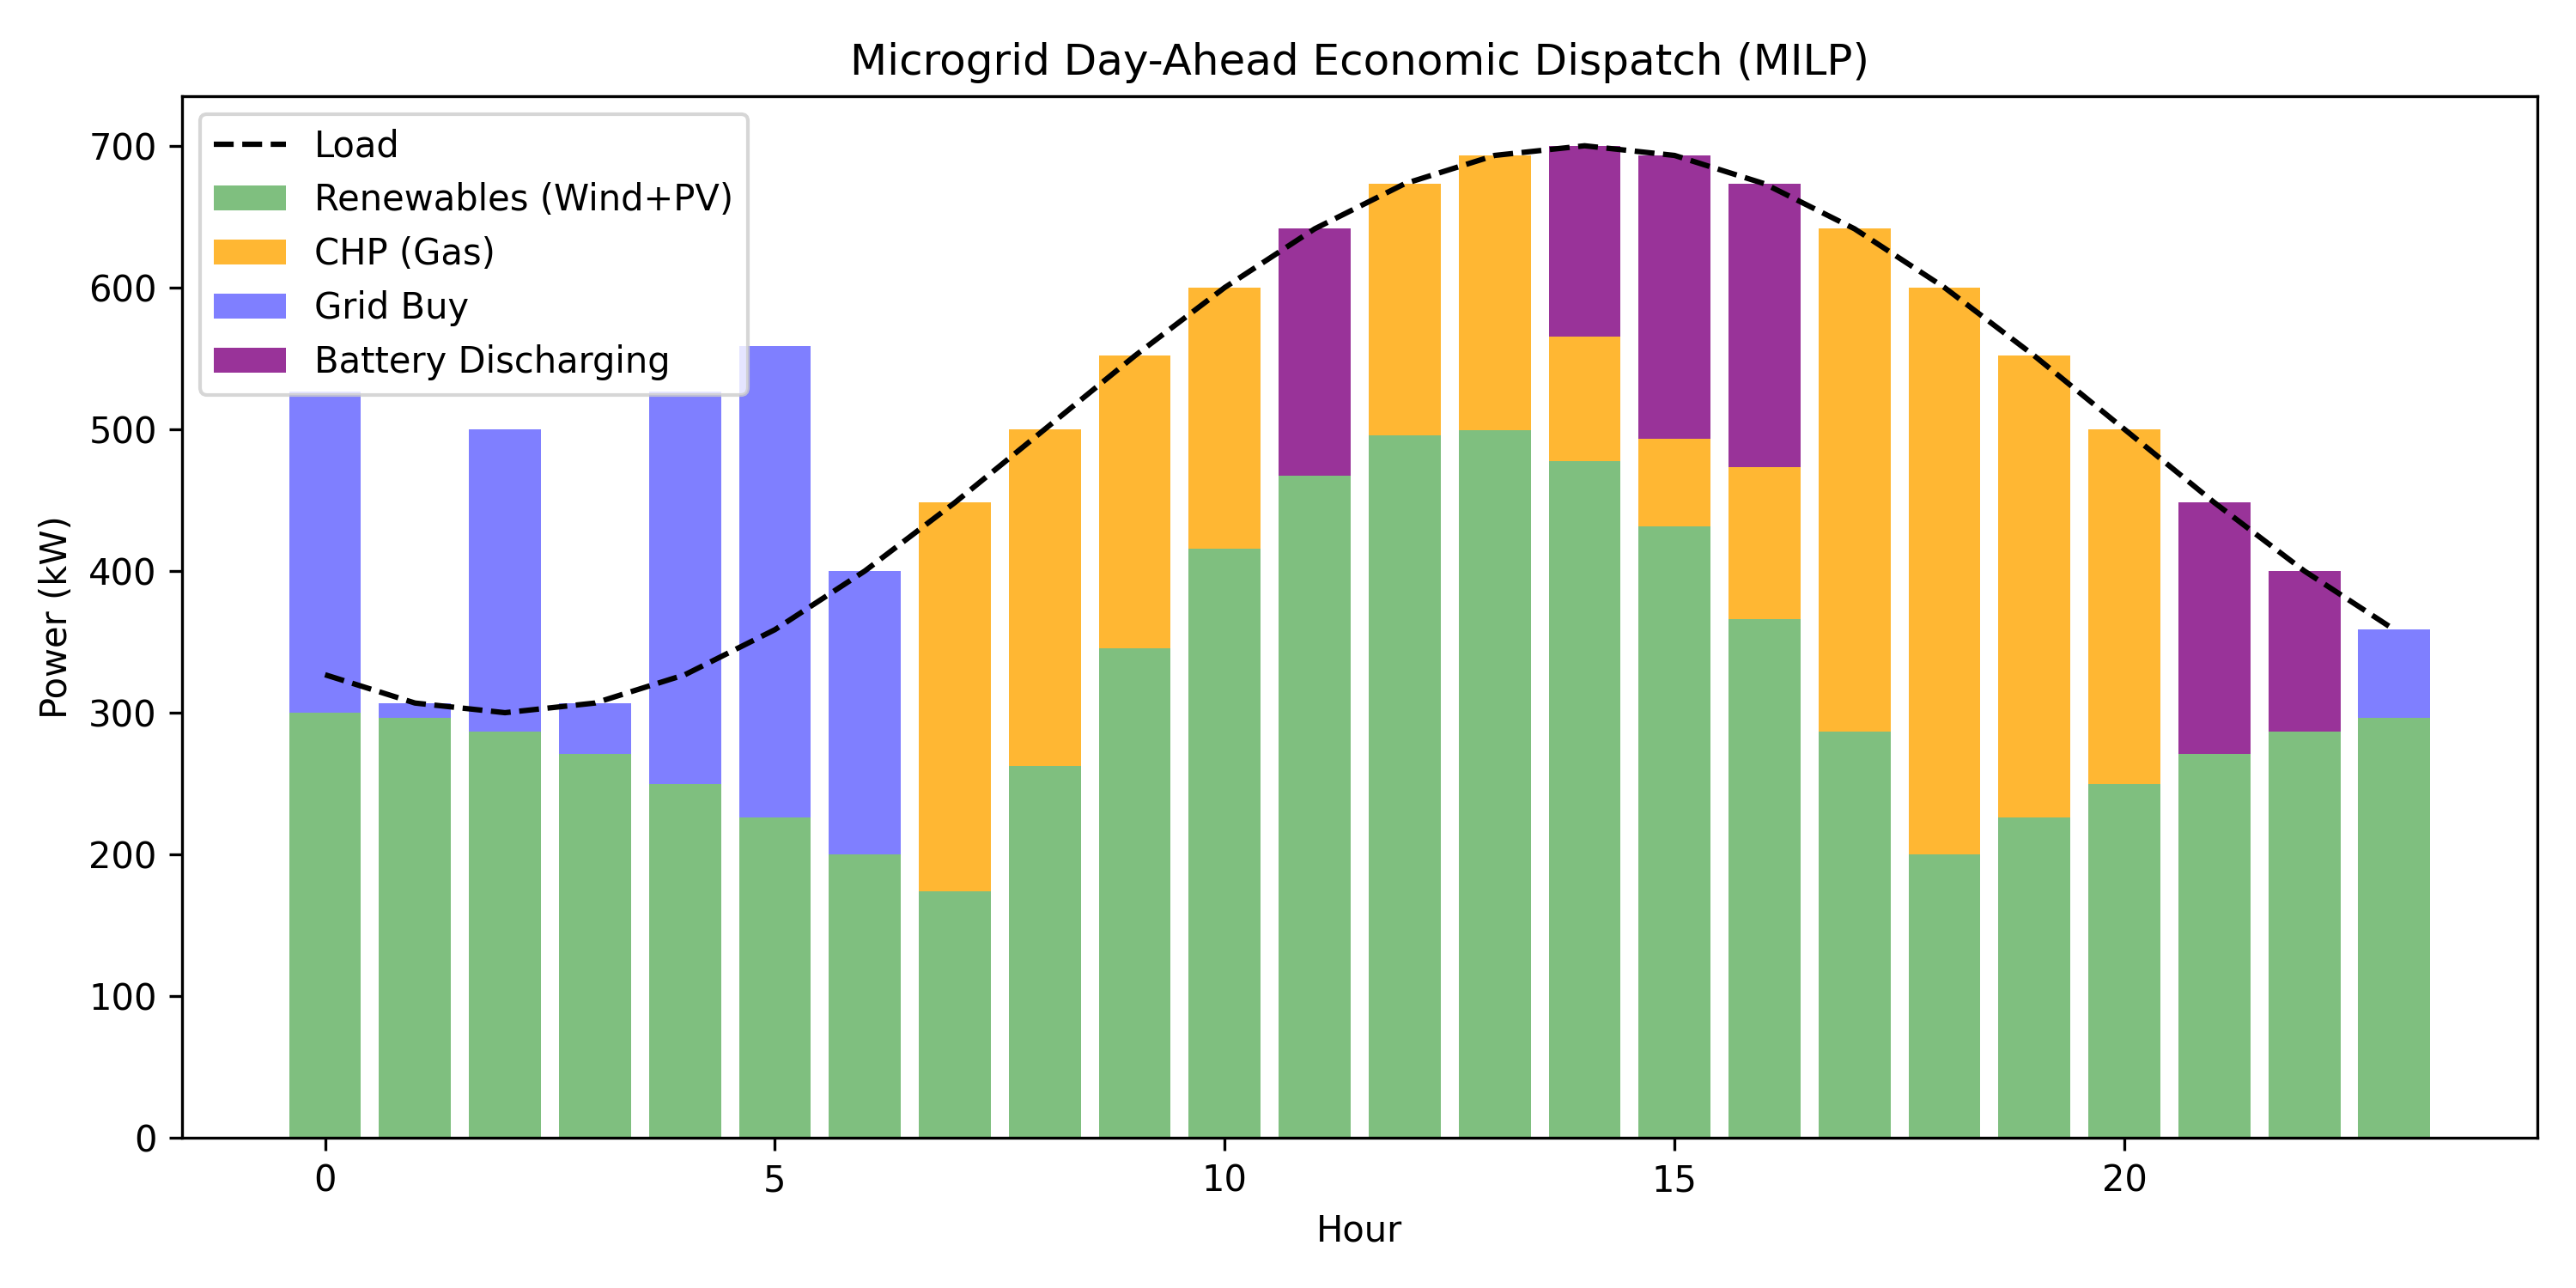 Microgrid Day-Ahead Economic Dispatch (MILP)
Load
Renewables (Wind+PV)
CHP (Gas)
Grid Buy
Battery Discharging
Power (kW)
700
600
500
400
300
200
100
0
0 5 10 15 20
Hour